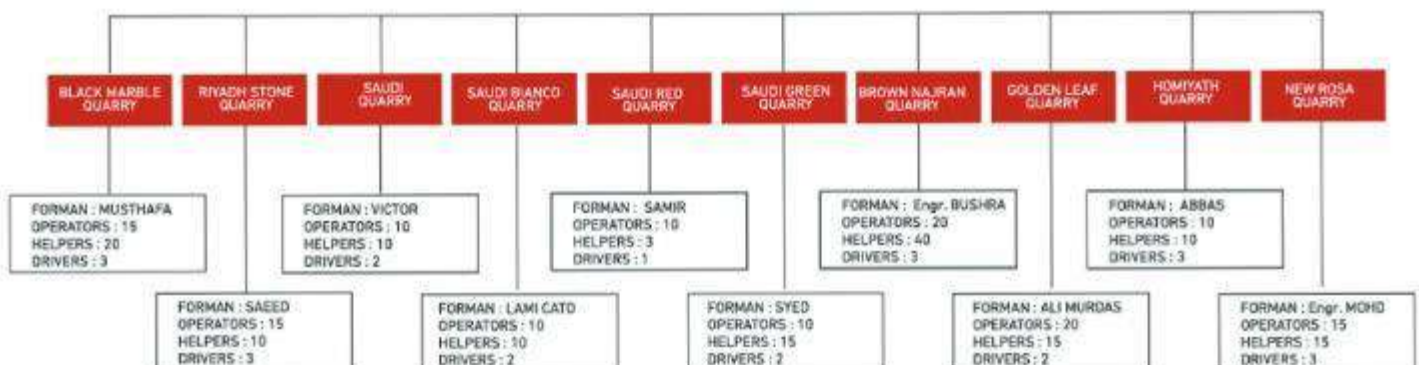 BLACK MARBLE
QUARRY
RIYADH STONE
QUARRY
SAUDI
QUARRY
SAUDI BIANCO
QUARRY
SAUDI RED
QUARRY
SAUDI GREEN
QUARRY
BROWN NAJRAN
QUARRY
GOLDEN LEAF
QUARRY
HOMIYATH
QUARRY
NEW ROSA
QUARRY
FORMAN : MUSTHAFA
OPERATORS : 15
HELPERS : 20
DRIVERS : 3
FORMAN : VICTOR
OPERATORS : 10
HELPERS : 10
DRIVERS : 2
FORMAN : SAMIR
OPERATORS : 10
HELPERS : 3
DRIVERS : 1
FORMAN : Engr. BUSHRA
OPERATORS : 20
HELPERS : 40
DRIVERS : 3
FORMAN : ABBAS
OPERATORS : 10
HELPERS : 10
DRIVERS : 3
FORMAN : SAEED
OPERATORS : 15
HELPERS : 10
DRIVERS : 3
FORMAN : LAMI CATO
OPERATORS : 10
HELPERS : 10
DRIVERS : 2
FORMAN : SYED
OPERATORS : 10
HELPERS : 15
DRIVERS : 2
FORMAN : ALI MURDAS
OPERATORS : 20
HELPERS : 15
DRIVERS : 2
FORMAN : Engr. MOHD
OPERATORS : 15
HELPERS : 15
DRIVERS : 3